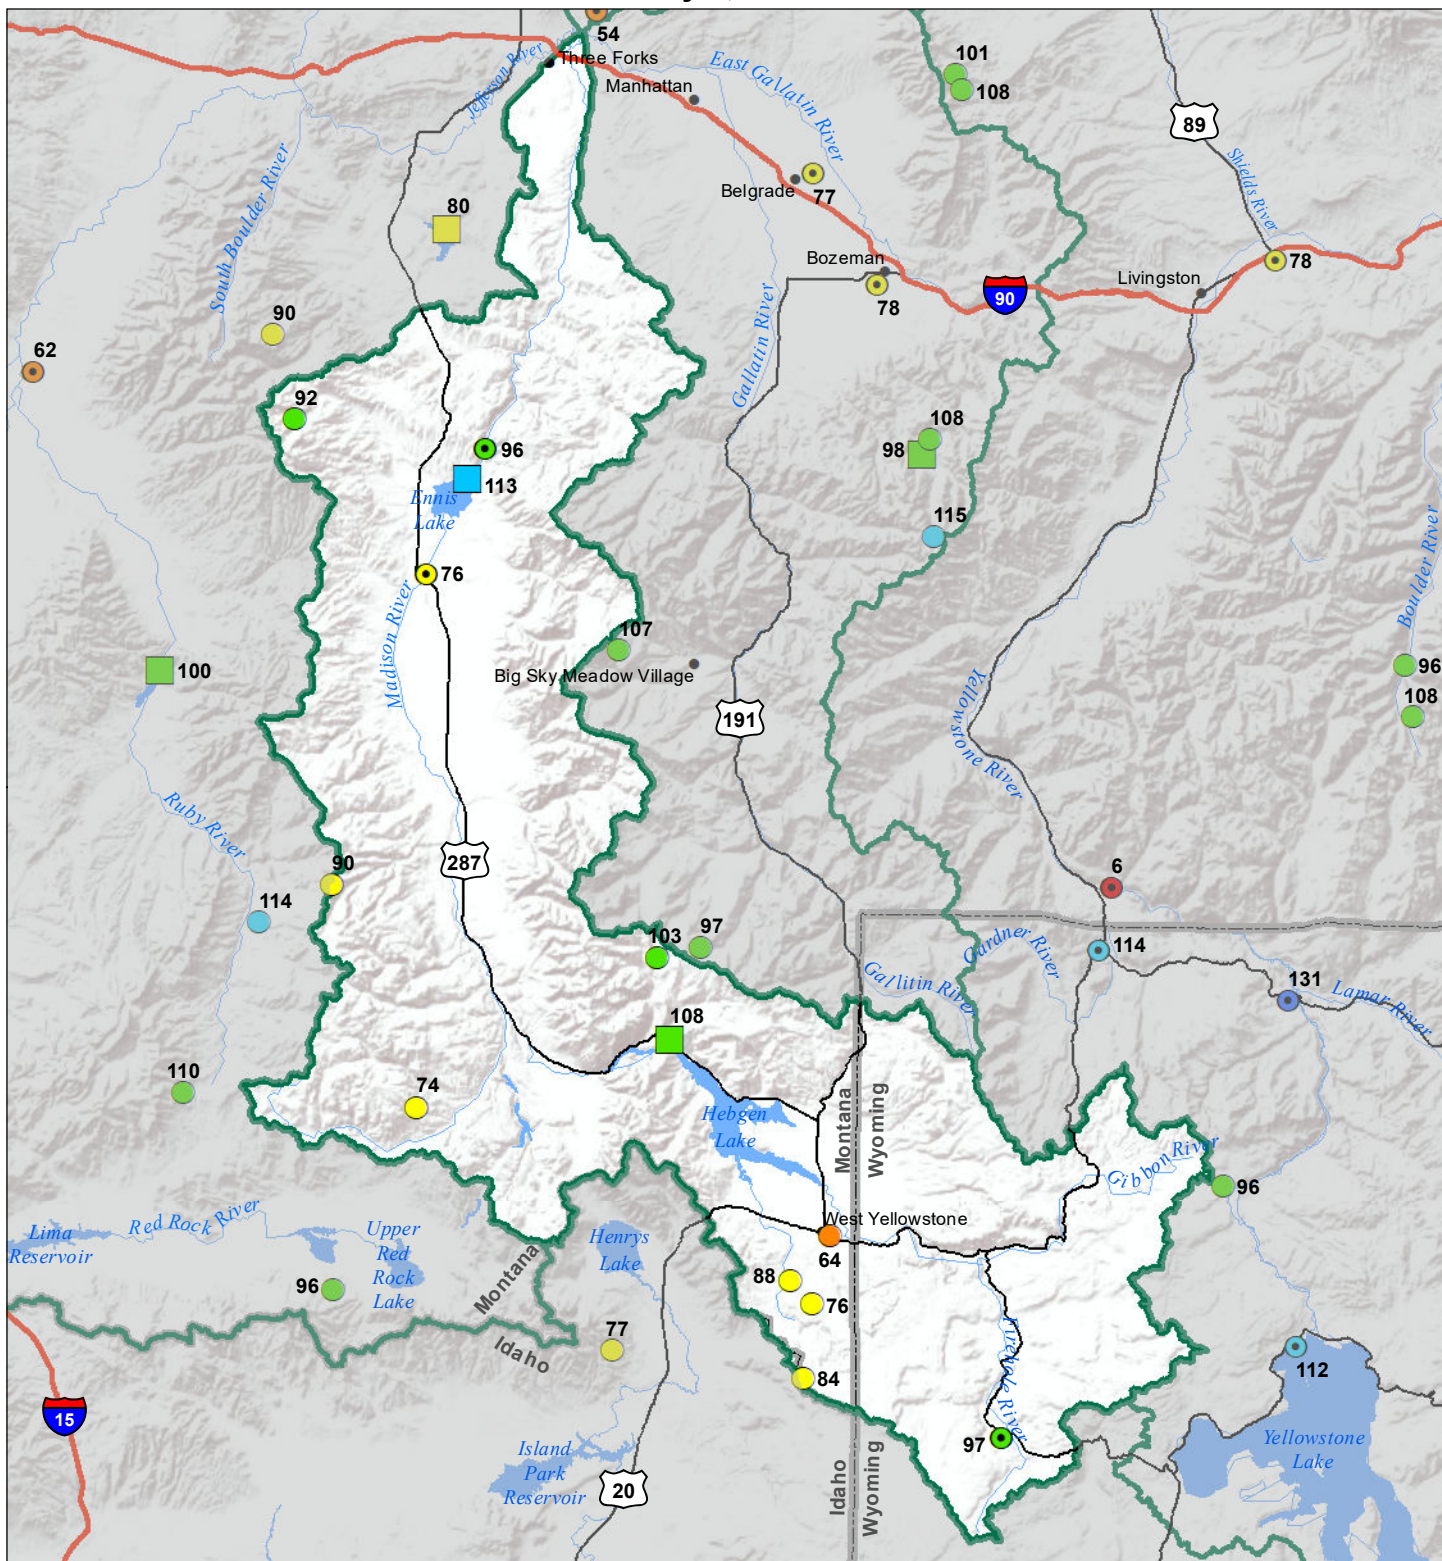 54
Three Forks
Jefferson River
Manhattan
East Gallatin River
101
108
89
Shields River
South Boulder River
80
Belgrade
77
Bozeman
78
Livingston
78
90
90
62
Gallatin River
92
96
108
98
113
Ennis
Lake
115
Boulder River
76
Madison River
107
Big Sky Meadow Village
100
96
108
191
Yellowstone River
Ruby River
287
90
6
114
103
97
Gallitin River
Gardner River
114
131
Lamar River
108
110
74
Hebgen
Lake
Montana
Wyoming
Gibbon River
96
Lima
Reservoir
Red Rock River
Upper
Red
Rock
Lake
Henrys
Lake
West Yellowstone
64
Montana
Idaho
96
88
76
77
Firehole River
84
112
15
97
Yellowstone
Lake
Island
Park
Reservoir
20
Idaho
Wyoming